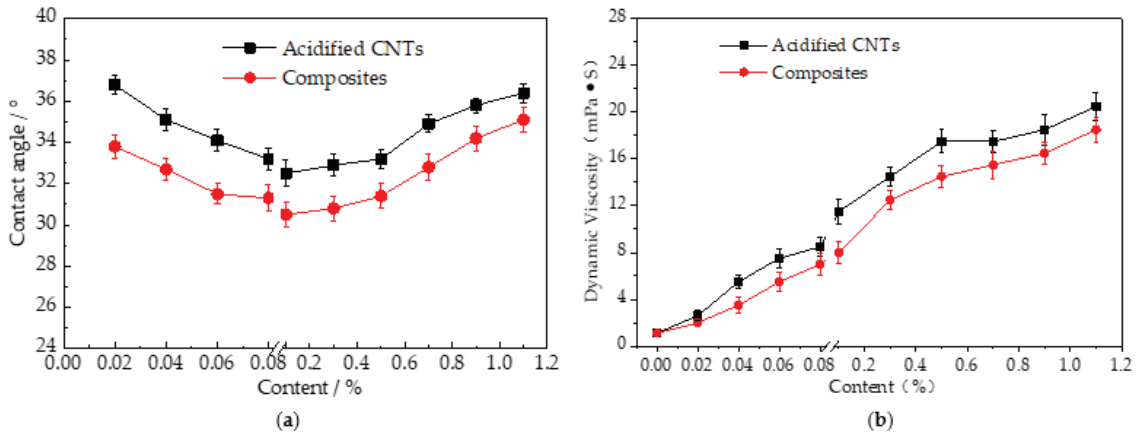 40
38
36
34
32
30
28
26
24
Contact angle / °
Acidified CNTs
Composites
0.00 0.02 0.04 0.06 0.08 0.2 0.4 0.6 0.8 1.0 1.2
Content / %
(a)
28
24
20
16
12
8
4
0
Dynamic Viscosity (mPa●S)
Acidified CNTs
Composites
0.00 0.02 0.04 0.06 0.08 0.2 0.4 0.6 0.8 1.0 1.2
Content (%)
(b)